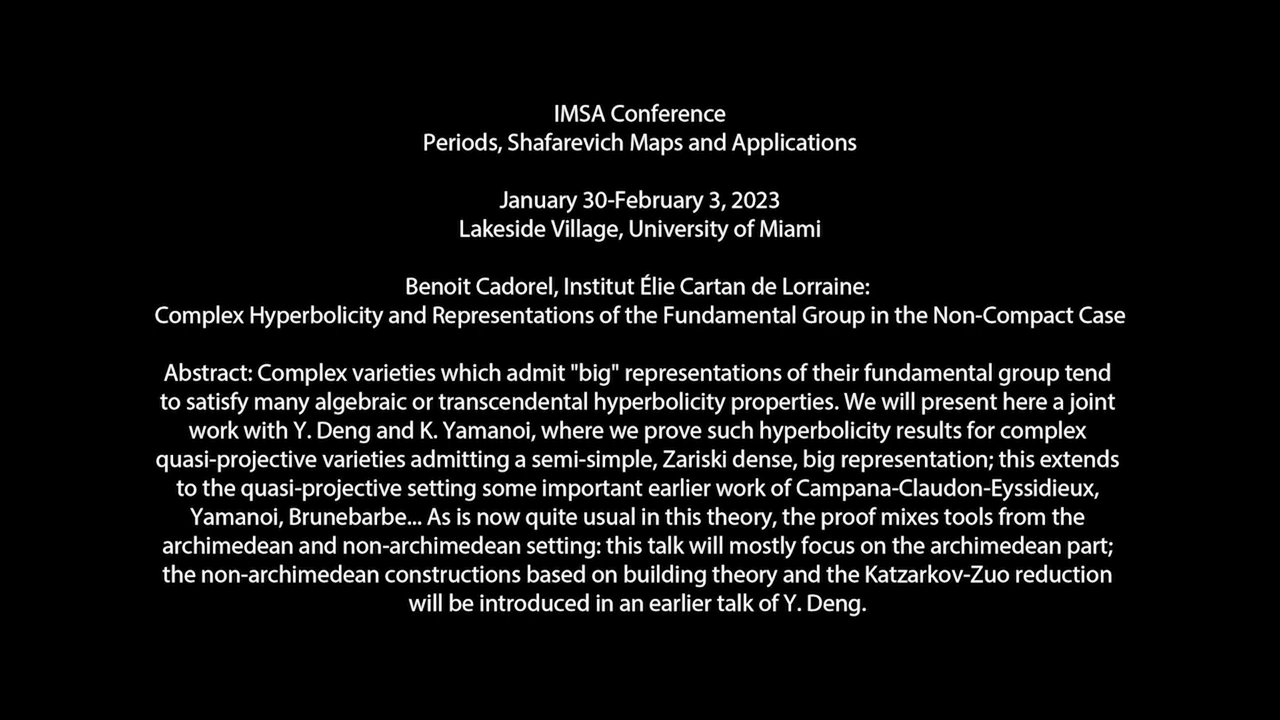 IMSA Conference
Periods, Shafarevich Maps and Applications
January 30-February 3, 2023
Lakeside Village, University of Miami
Benoit Cadorel, Institut Élie Cartan de Lorraine:
Complex Hyperbolicity and Representations of the Fundamental Group in the Non-Compact Case
Abstract: Complex varieties which admit "big" representations of their fundamental group tend
to satisfy many algebraic or transcendental hyperbolicity properties. We will present here a joint
work with Y. Deng and K. Yamanoi, where we prove such hyperbolicity results for complex
quasi-projective varieties admitting a semi-simple, Zariski dense, big representation; this extends
to the quasi-projective setting some important earlier work of Campana-Claudon-Eyssidieux,
Yamanoi, Brunebarbe... As is now quite usual in this theory, the proof mixes tools from the
archimedean and non-archimedean setting: this talk will mostly focus on the archimedean part;
the non-archimedean constructions based on building theory and the Katzarkov-Zuo reduction
will be introduced in an earlier talk of Y. Deng.